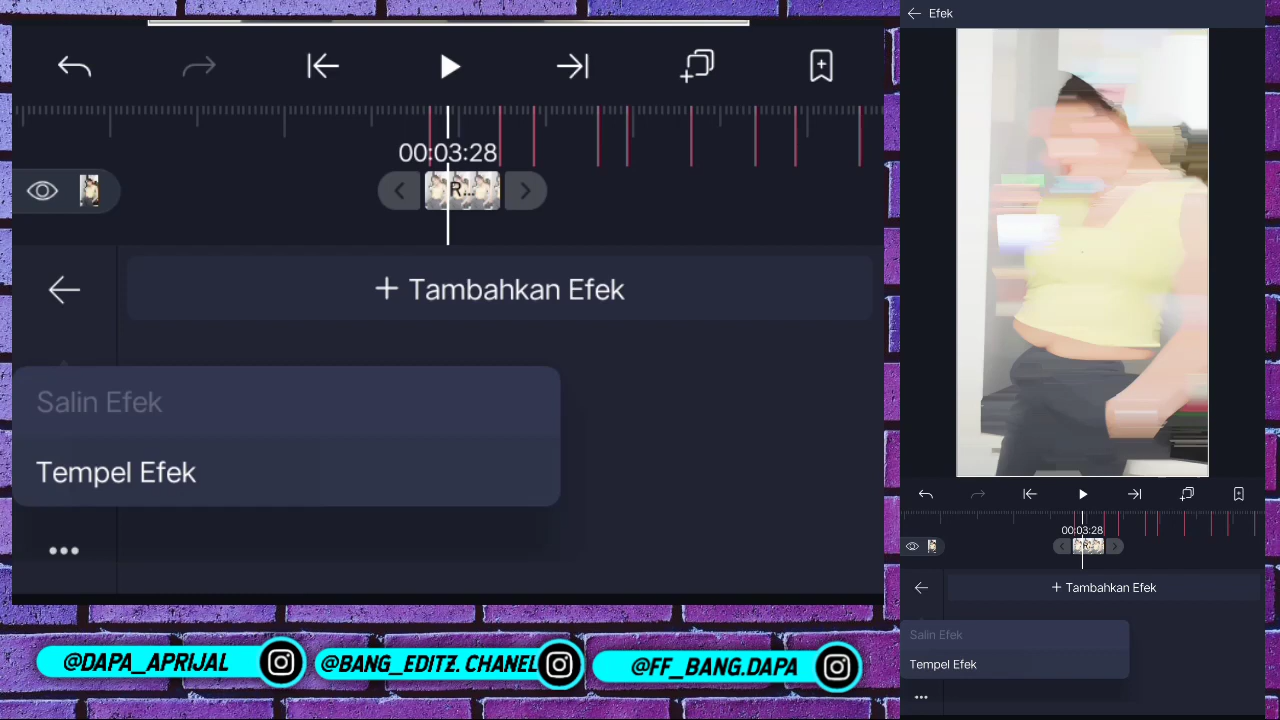 00:03:28
R...
+ Tambahkan Efek
Salin Efek
Tempel Efek
@DAPA_APRIJAL
@BANG_EDITZ. CHANEL
@FF_BANG.DAPA
Efek
00:03:28
+ Tambahkan Efek
Salin Efek
Tempel Efek